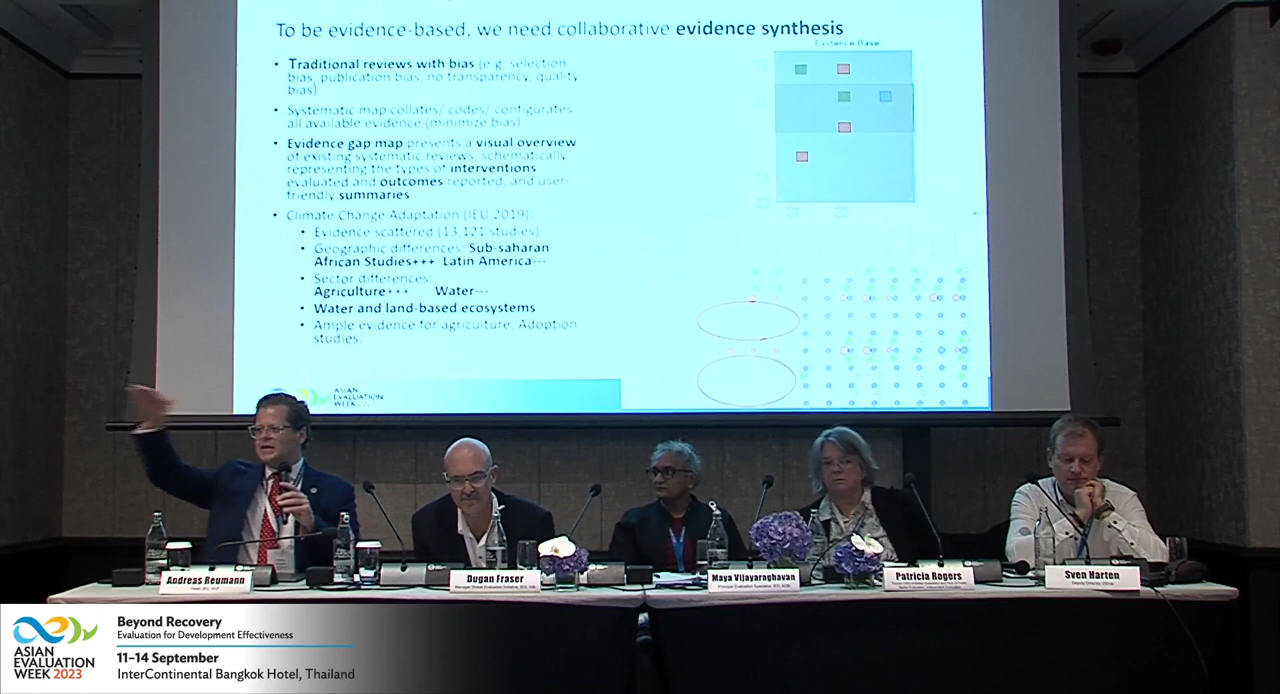 To be evidence-based, we need collaborative evidence synthesis
Evidence Base
• Traditional reviews with bias (e.g. selection
bias, publication bias, no transparency, quality
bias)
• Systematic map collates/ codes/ configurates
all available evidence (minimize bias)
• Evidence gap map presents a visual overview
of existing systematic reviews, schematically
representing the types of interventions
evaluated and outcomes reported, and user-
friendly summaries
• Climate Change Adaptation (IEU 2019):
• Evidence scattered (13,121 studies)
• Geographic differences: Sub-saharan
African Studies+++ Latin America---
• Sector differences:
Agriculture+++ Water---
• Water and land-based ecosystems
• Ample evidence for agriculture. Adoption
studies.
ASIAN
EVALUATION
WEEK
Andreas Reumann
Dugan Fraser
Maya Vijayaraghavan
Patricia Rogers
Sven Harten
ASIAN
EVALUATION
WEEK 2023
Beyond Recovery
Evaluation for Development Effectiveness
11–14 September
InterContinental Bangkok Hotel, Thailand